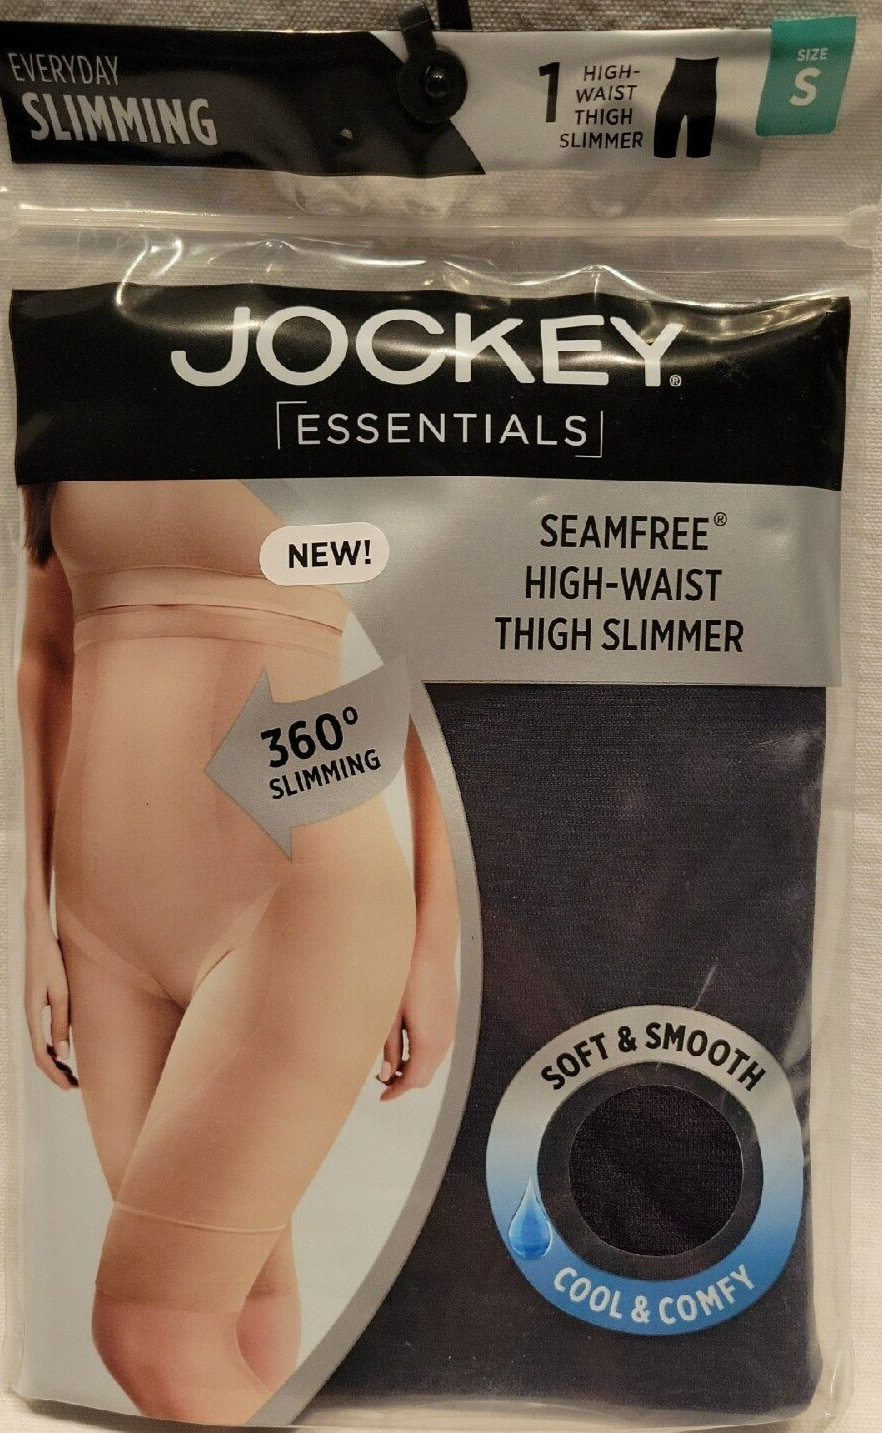 EVERYDAY
SLIMMING
1
HIGH-
WAIST
THIGH
SLIMMER
SIZE
S
JOCKEY®
[ESSENTIALS]
NEW!
SEAMFREE®
HIGH-WAIST
THIGH SLIMMER
360°
SLIMMING
SOFT & SMOOTH
COOL & COMFY